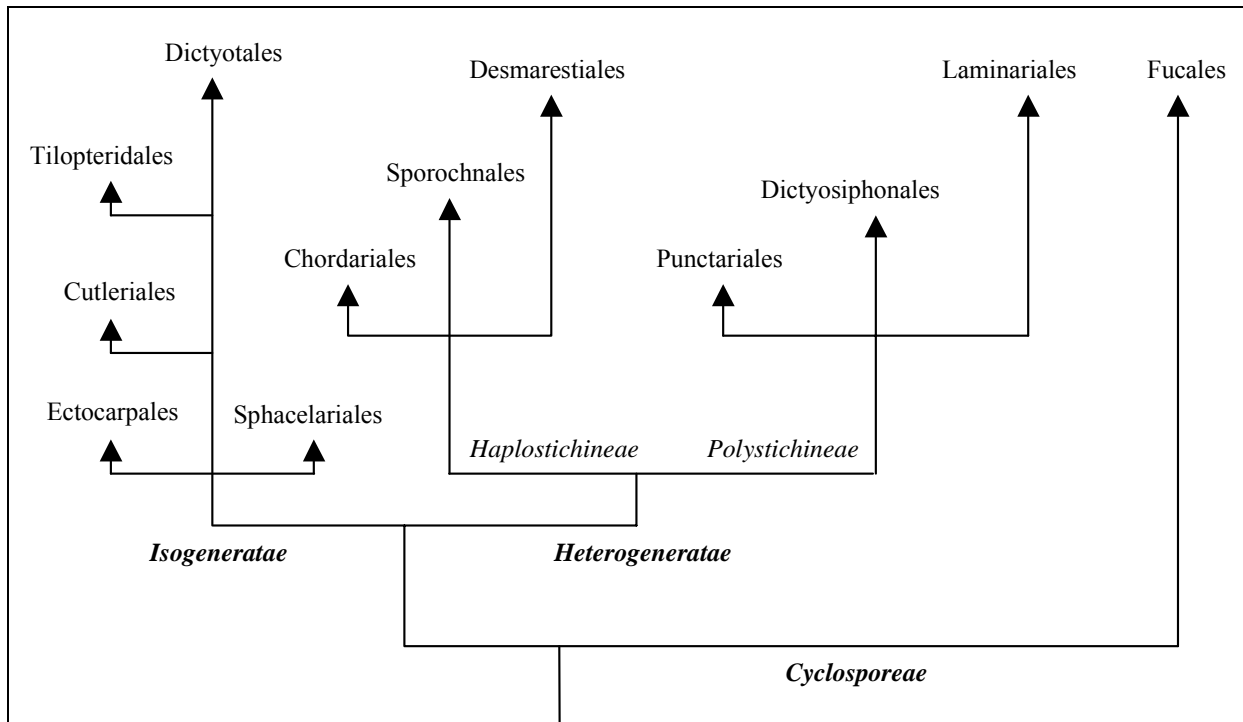 Dictyotales
Desmarestiales
Laminariales
Fucales
Tilopteridales
Sporochnales
Dictyosiphonales
Chordariales
Punctariales
Cutleriales
Ectocarpales
Sphacelariales
Haplostichineae
Polystichineae
Isogeneratae
Heterogeneratae
Cyclosporeae